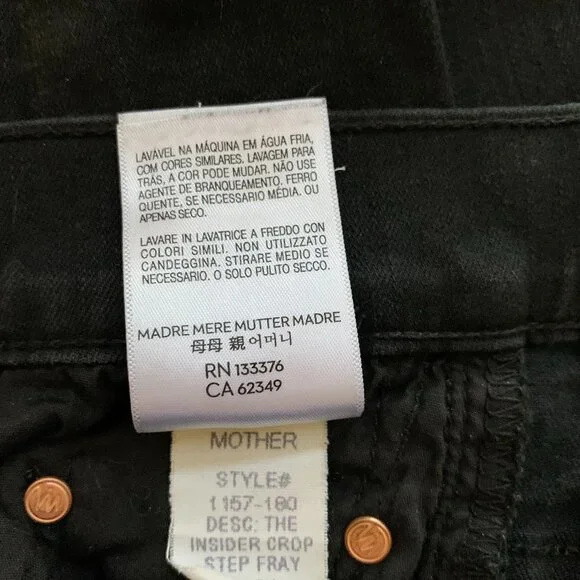 LAVÁVEL NA MÁQUINA EM ÁGUA FRIA,
COM CORES SIMILARES. LAVAGEM PARA
TRÁS, A COR PODE MUDAR. NÃO USE
AGENTE DE BRANQUEAMENTO. FERRO
QUENTE, SE NECESSARIO MÉDIA. OU
APENAS SECO.
LAVARE IN LAVATRICE A FREDDO CON
COLORI SIMILI. NON UTILIZZATO
CANDEGGINA. STIRARE MEDIO SE
NECESSARIO. O SOLO PULITO SECCO.
MADRE MERE MUTTER MADRE
母母 親 어머니
RN 133376
CA 62349
MOTHER
STYLE#
1157-180
DESC: THE
INSIDER CROP
STEP FRAY